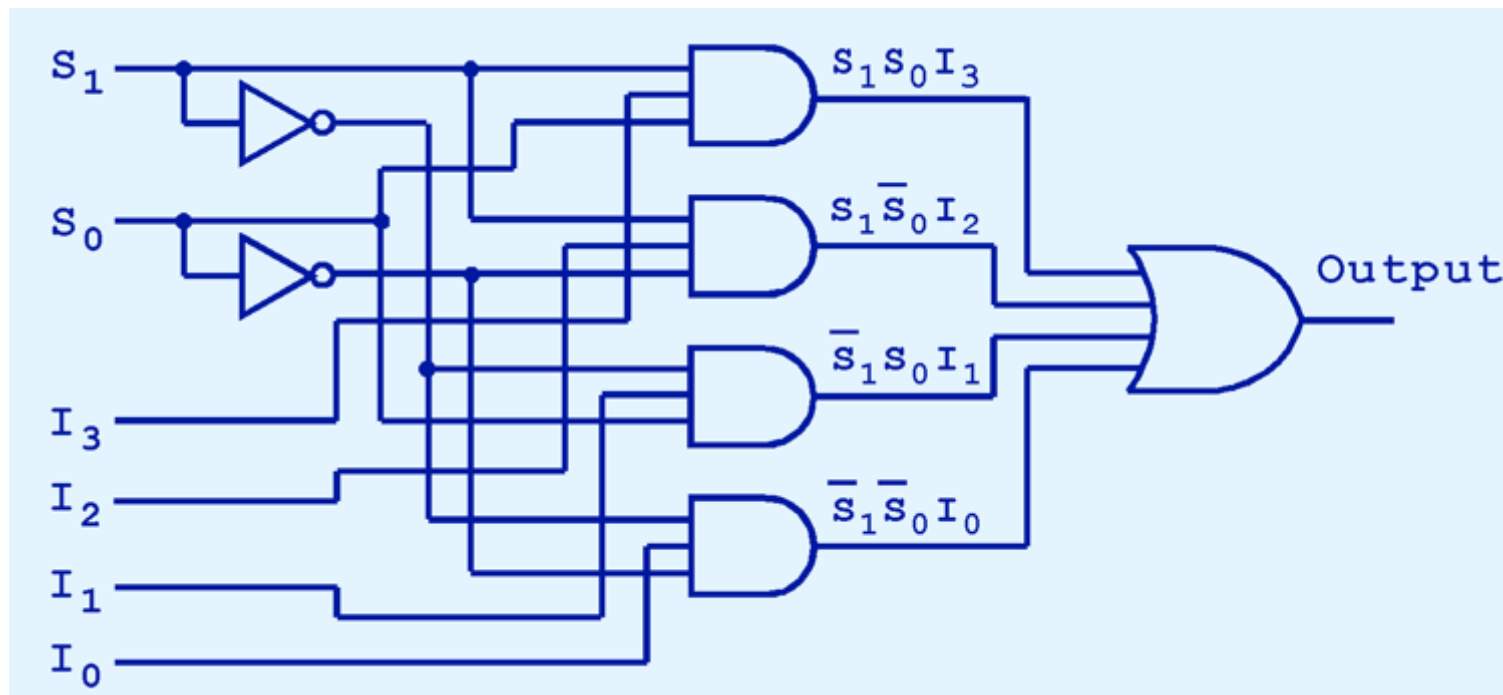 S₁
S₁S₀I₃
S₀
S₁S̅₀I₂
Output
S̅₁S₀I₁
I₃
I₂
S̅₁S̅₀I₀
I₁
I₀